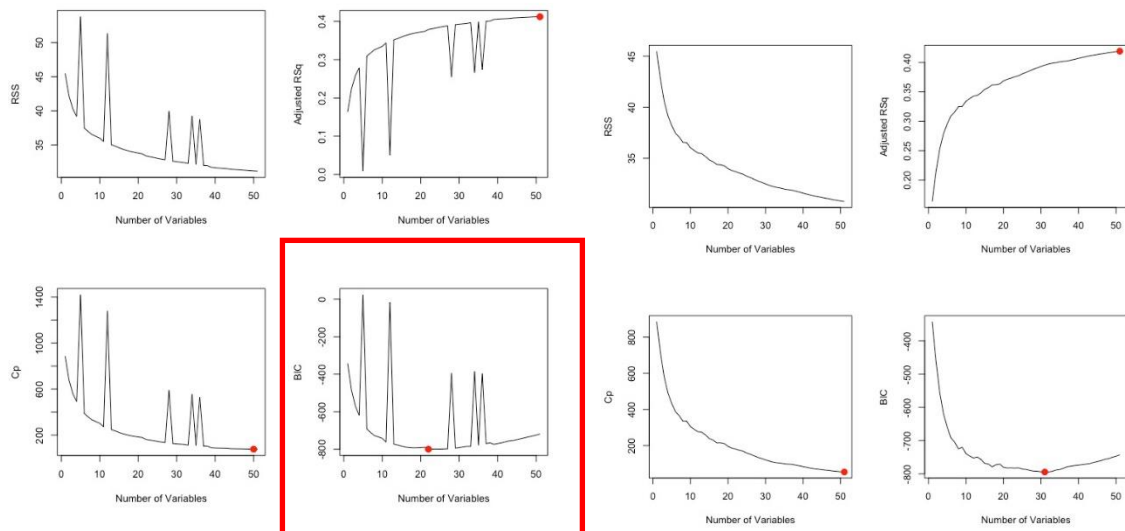 RSS
55
50
45
40
35
0 10 20 30 40 50
Number of Variables
Adjusted RSq
0.4
0.3
0.2
0.1
0.0
0 10 20 30 40 50
Number of Variables
RSS
45
40
35
0 10 20 30 40 50
Number of Variables
Adjusted RSq
0.40
0.35
0.30
0.25
0.20
0 10 20 30 40 50
Number of Variables
Cp
1400
1000
600
200
0 10 20 30 40 50
Number of Variables
BIC
0
-200
-400
-600
-800
0 10 20 30 40 50
Number of Variables
Cp
800
600
400
200
0 10 20 30 40 50
Number of Variables
BIC
-400
-500
-600
-700
-800
0 10 20 30 40 50
Number of Variables